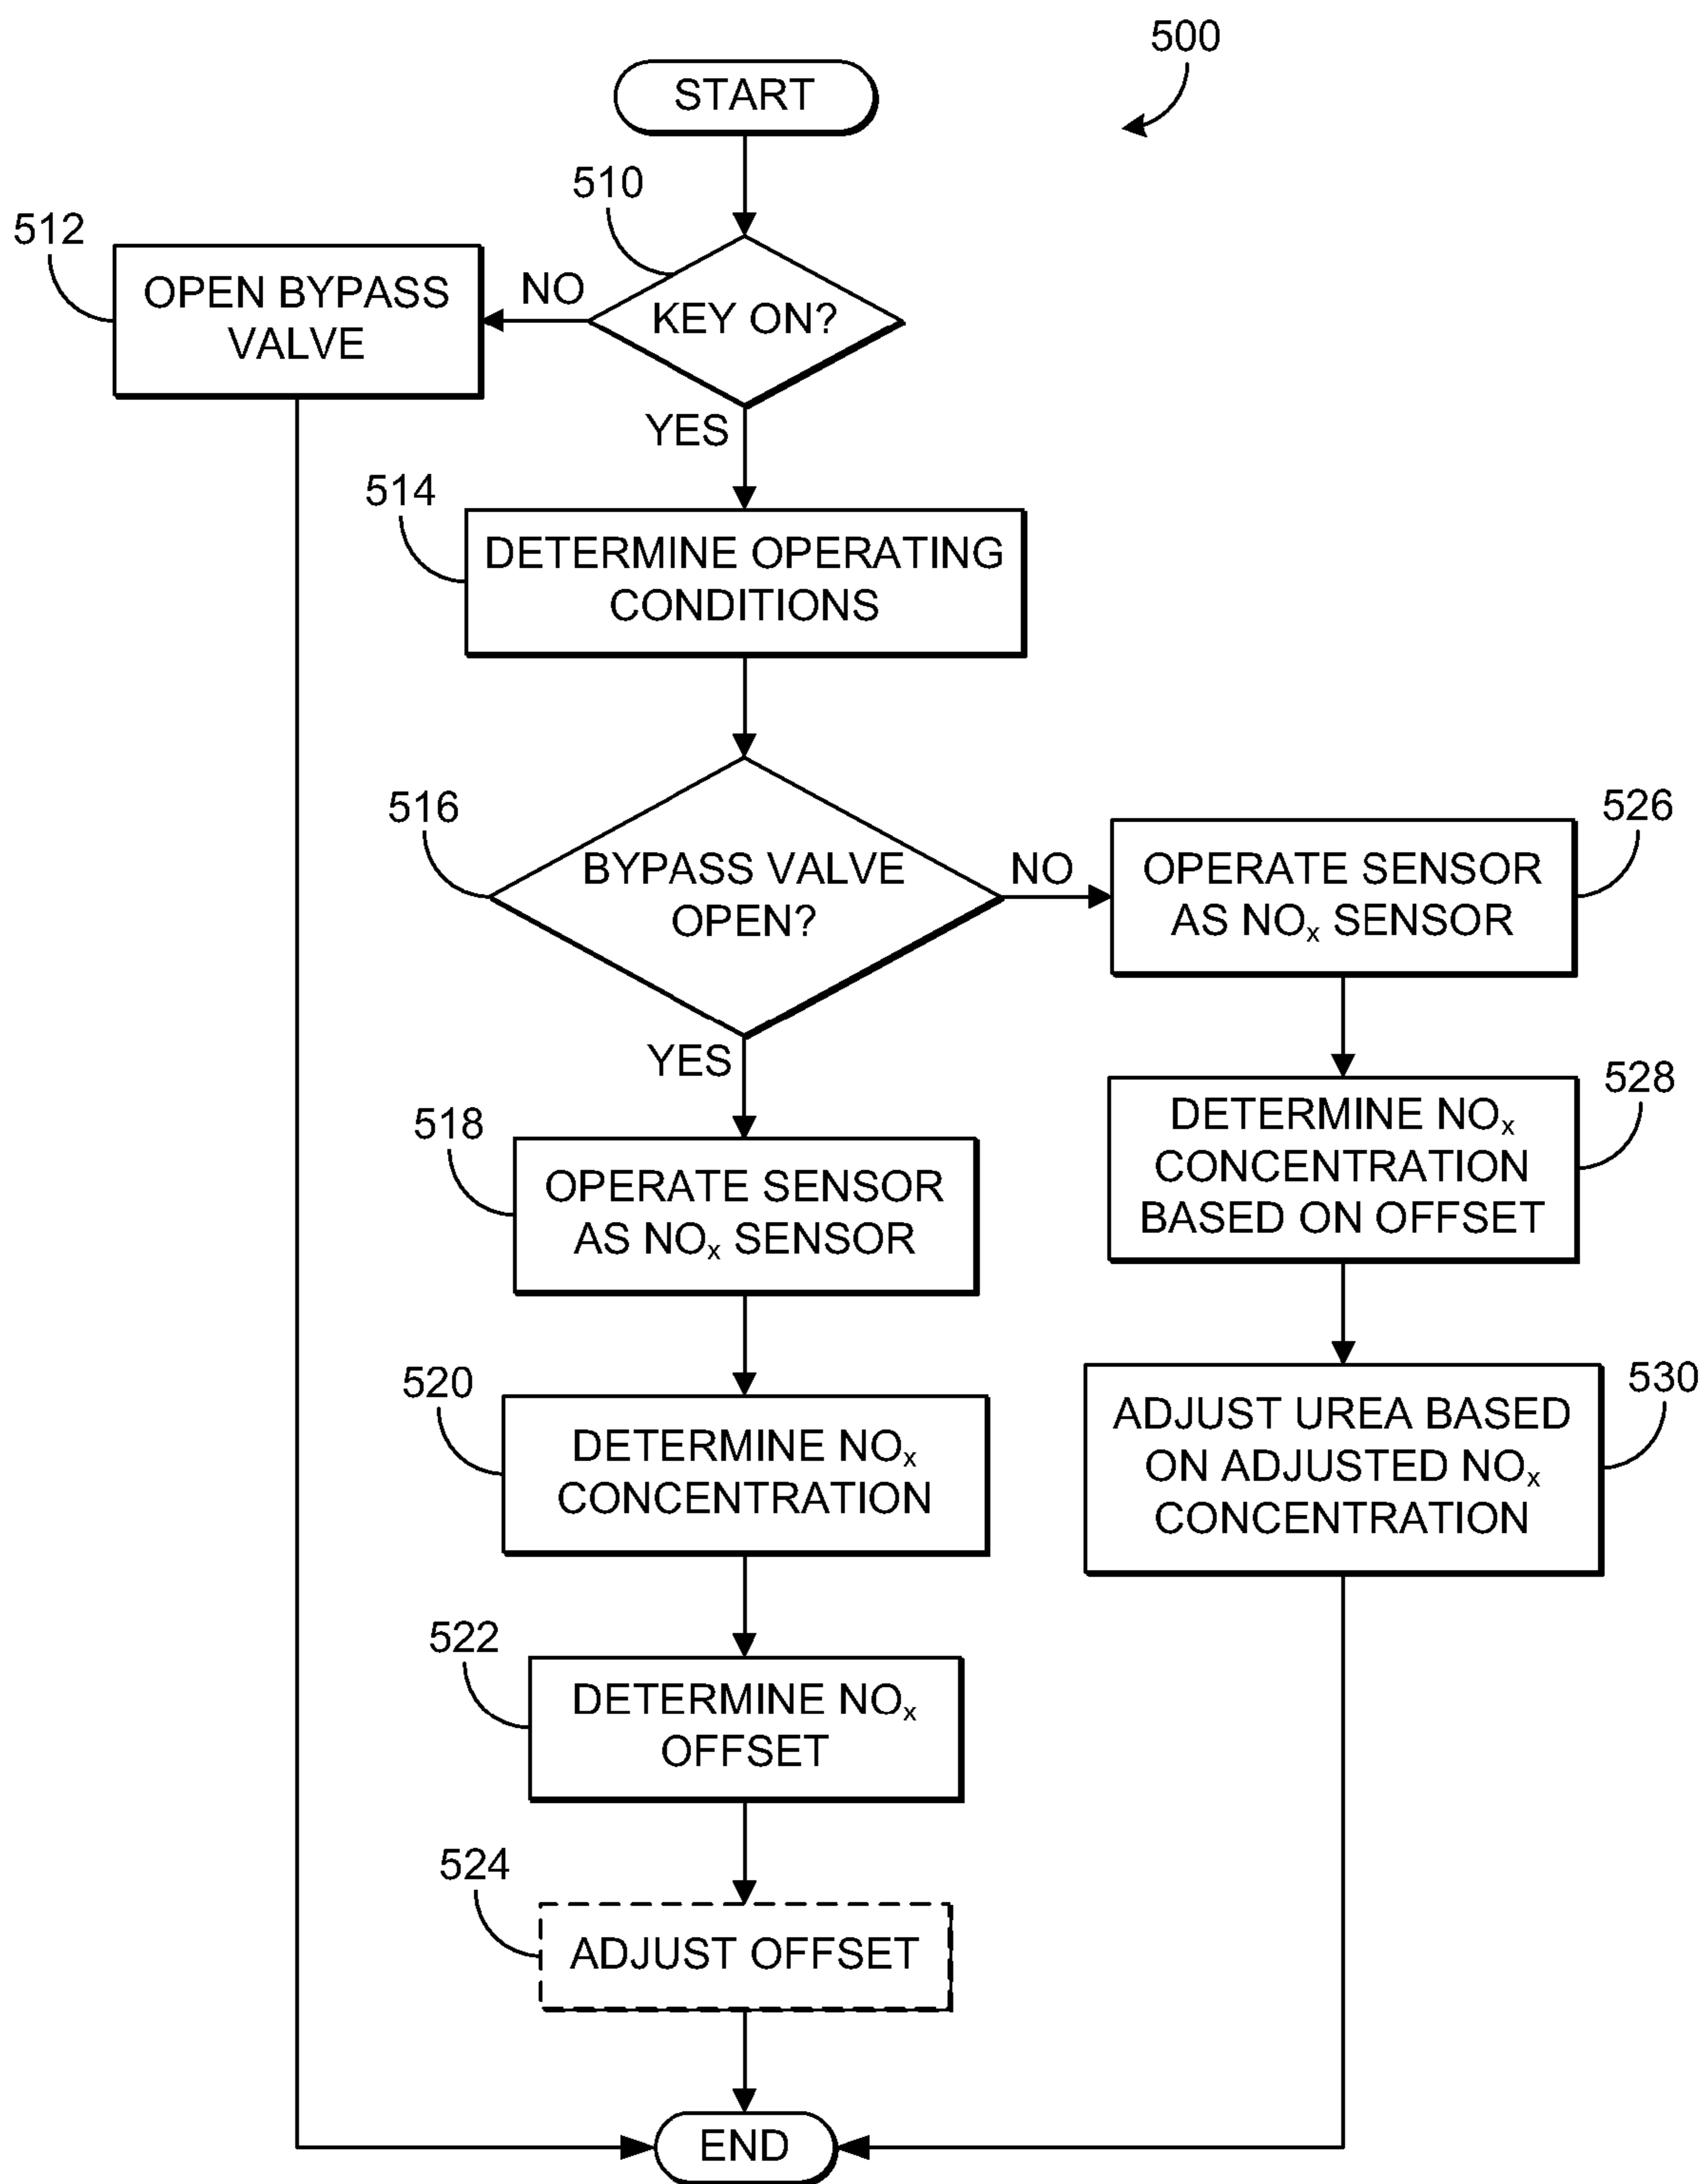 500
START
510
512
OPEN BYPASS
VALVE
NO
KEY ON?
YES
514
DETERMINE OPERATING
CONDITIONS
516
BYPASS VALVE
OPEN?
NO
526
OPERATE SENSOR
AS NOx SENSOR
YES
528
DETERMINE NOx
CONCENTRATION
BASED ON OFFSET
518
OPERATE SENSOR
AS NOx SENSOR
530
ADJUST UREA BASED
ON ADJUSTED NOx
CONCENTRATION
520
DETERMINE NOx
CONCENTRATION
522
DETERMINE NOx
OFFSET
524
ADJUST OFFSET
END